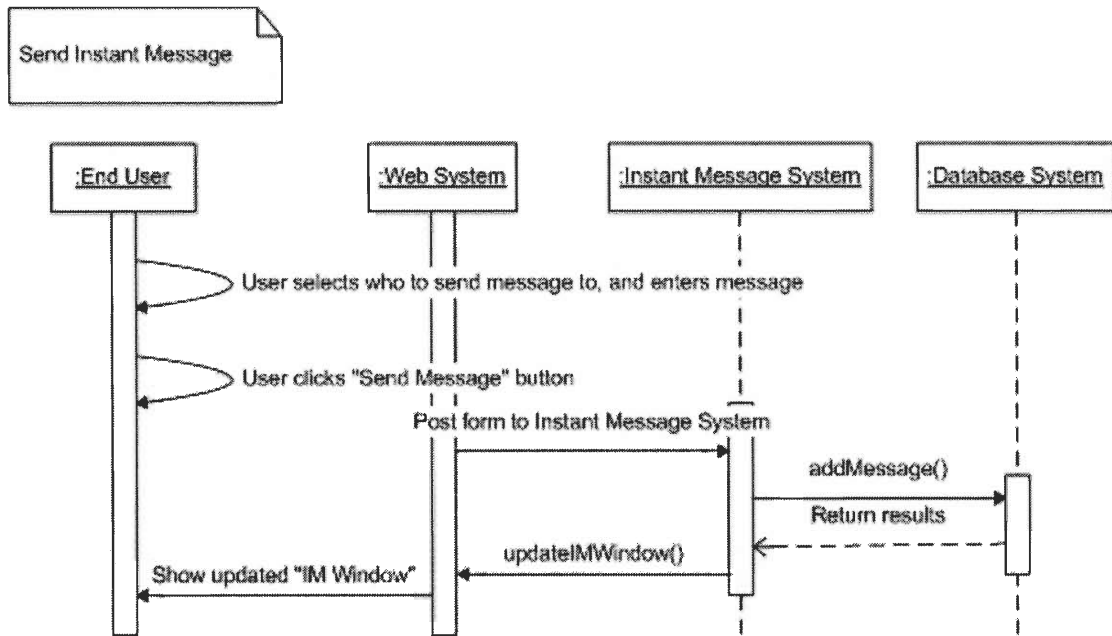 Send Instant Message
:End User
:Web System
:Instant Message System
:Database System
User selects who to send message to, and enters message
User clicks "Send Message" button
Post form to Instant Message System
addMessage()
Return results
updateIMWindow()
Show updated "IM Window"